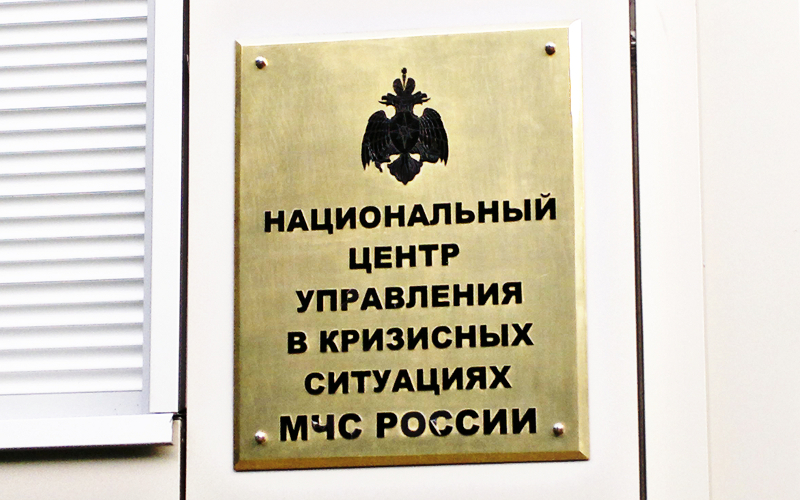 НАЦИОНАЛЬНЫЙ
ЦЕНТР
УПРАВЛЕНИЯ
В КРИЗИСНЫХ
СИТУАЦИЯХ
МЧС РОССИИ